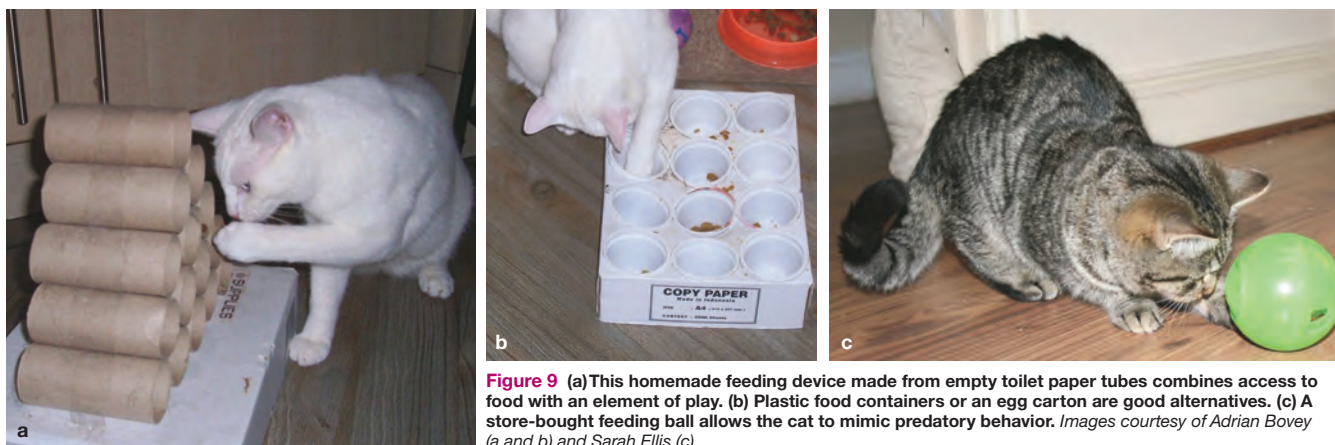 SUPPLIES
a
COPY PAPER
Made in Indonesia
A4
b
c
Figure 9 (a)This homemade feeding device made from empty toilet paper tubes combines access to
food with an element of play. (b) Plastic food containers or an egg carton are good alternatives. (c) A
store-bought feeding ball allows the cat to mimic predatory behavior. Images courtesy of Adrian Bovey
(a and b) and Sarah Ellis (c).